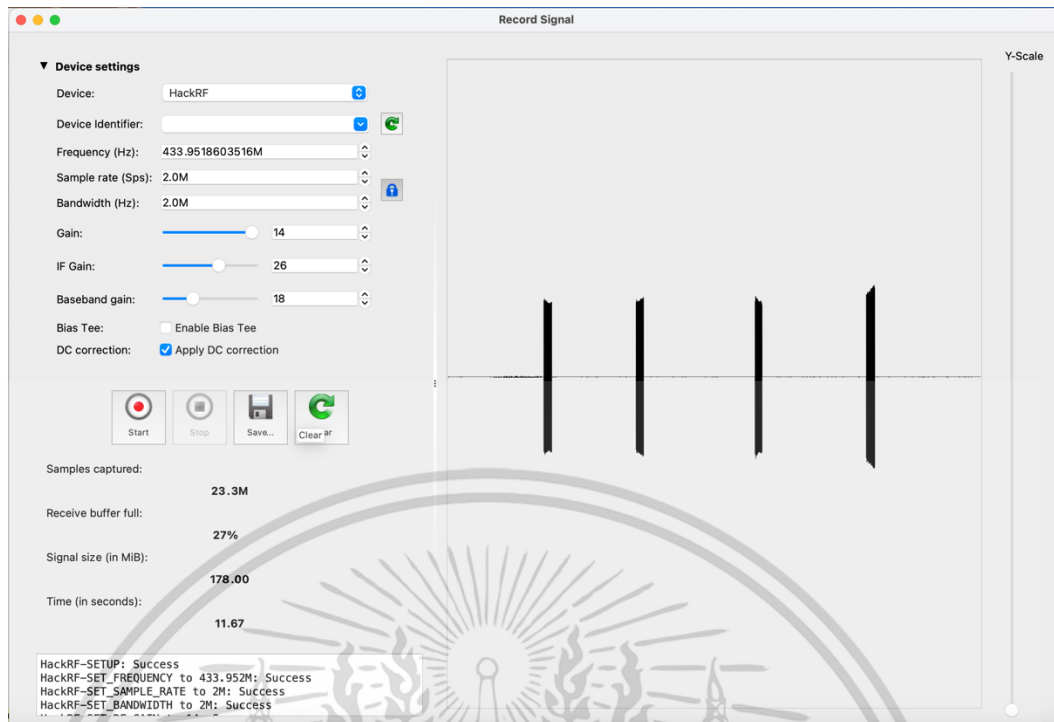 Record Signal
Y-Scale
▼ Device settings
Device: HackRF
Device Identifier:
Frequency (Hz): 433.9518603516M
Sample rate (Sps): 2.0M
Bandwidth (Hz): 2.0M
Gain: 14
IF Gain: 26
Baseband gain: 18
Bias Tee: Enable Bias Tee
DC correction: Apply DC correction
Start Stop Save... Clear ar
Samples captured:
23.3M
Receive buffer full:
27%
Signal size (in MiB):
178.00
Time (in seconds):
11.67
HackRF-SETUP: Success
HackRF-SET_FREQUENCY to 433.952M: Success
HackRF-SET_SAMPLE_RATE to 2M: Success
HackRF-SET_BANDWIDTH to 2M: Success